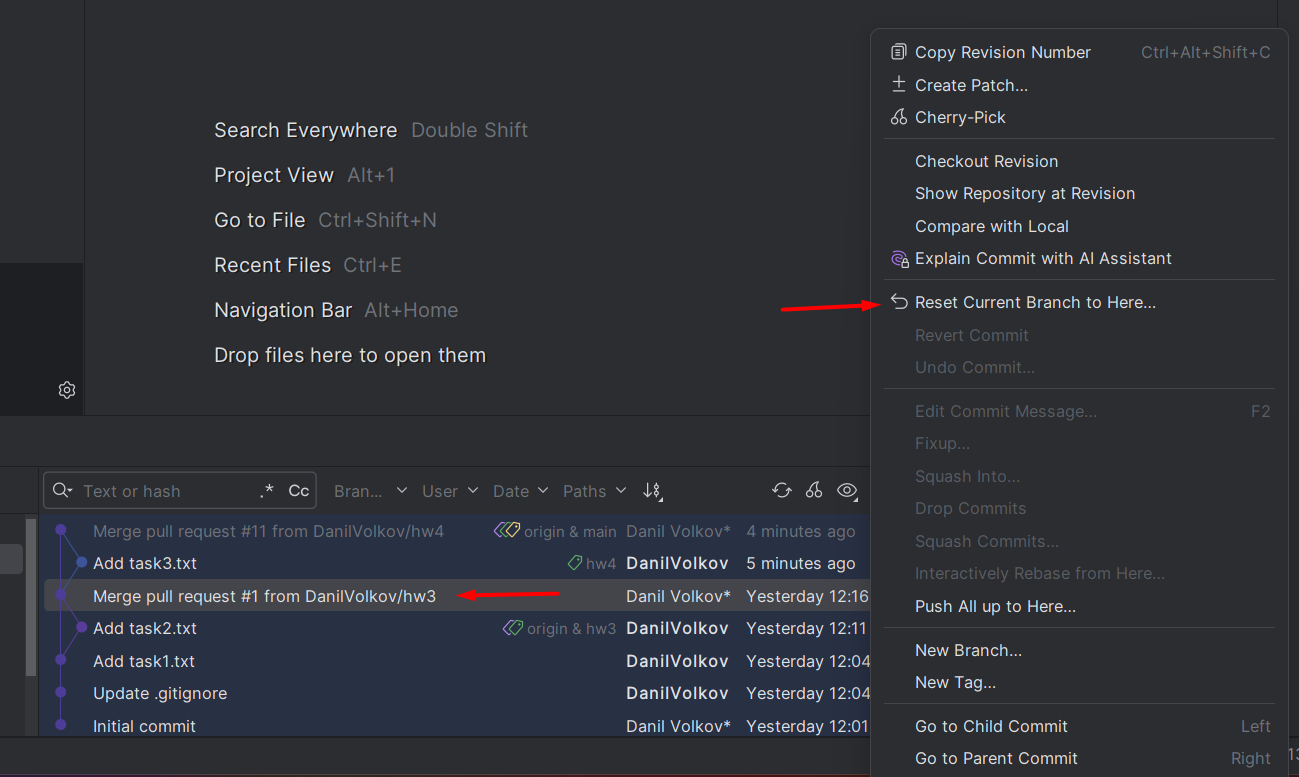 Search Everywhere Double Shift
Project View Alt+1
Go to File Ctrl+Shift+N
Recent Files Ctrl+E
Navigation Bar Alt+Home
Drop files here to open them
Copy Revision Number Ctrl+Alt+Shift+C
Create Patch...
Cherry-Pick
Checkout Revision
Show Repository at Revision
Compare with Local
Explain Commit with AI Assistant
Reset Current Branch to Here...
Revert Commit
Undo Commit...
Edit Commit Message... F2
Fixup...
Squash Into...
Drop Commits
Squash Commits...
Interactively Rebase from Here...
Push All up to Here...
New Branch...
New Tag...
Go to Child Commit Left
Go to Parent Commit Right
Text or hash .* Cc Bran... User Date Paths
Merge pull request #11 from DanilVolkov/hw4 origin & main Danil Volkov* 4 minutes ago
Add task3.txt hw4 DanilVolkov 5 minutes ago
Merge pull request #1 from DanilVolkov/hw3 Danil Volkov* Yesterday 12:16
Add task2.txt origin & hw3 DanilVolkov Yesterday 12:11
Add task1.txt DanilVolkov Yesterday 12:04
Update .gitignore DanilVolkov Yesterday 12:04
Initial commit Danil Volkov* Yesterday 12:01